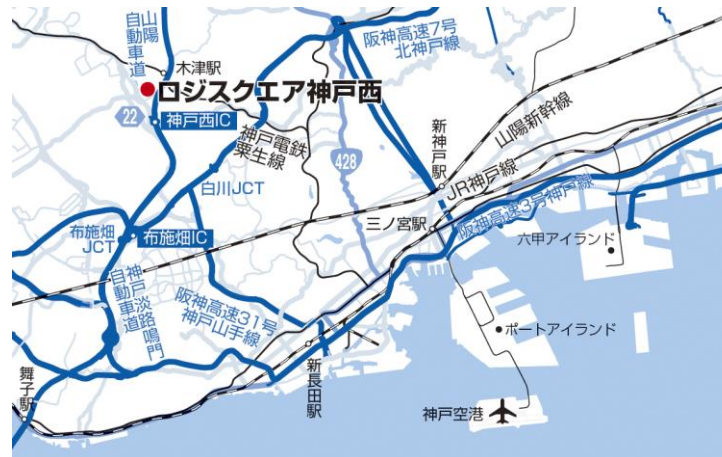 山陽
自動車道
木津駅
ロジスクエア神戸西
22
神戸西IC
神戸電鉄
粟生線
阪神高速7号
北神戸線
428
新神戸駅
山陽新幹線
JR神戸線
白川JCT
三ノ宮駅
阪神高速3号神戸線
布施畑
JCT
布施畑IC
六甲アイランド
神戸淡路鳴門
自動車道
阪神高速31号
神戸山手線
ポートアイランド
新長田駅
舞子駅
神戸空港